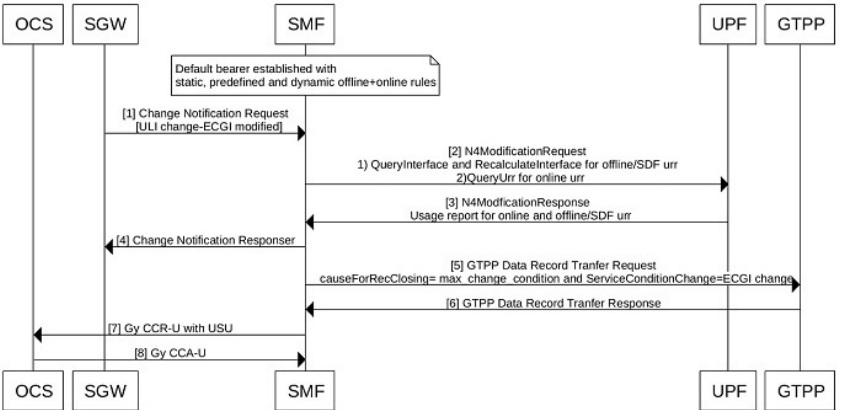 OCS SGW SMF UPF GTPP
Default bearer established with
static, predefined and dynamic offline+online rules
[1] Change Notification Request
[ULI change-ECGI modified]
[2] N4ModificationRequest
1) QueryInterface and RecalculateInterface for offline/SDF urr
2)QueryUrr for online urr
[3] N4ModficationResponse
Usage report for online and offline/SDF urr
[4] Change Notification Responser
[5] GTPP Data Record Tranfer Request
causeForRecClosing= max_change_condition and ServiceConditionChange=ECGI change
[6] GTPP Data Record Tranfer Response
[7] Gy CCR-U with USU
[8] Gy CCA-U
OCS SGW SMF UPF GTPP